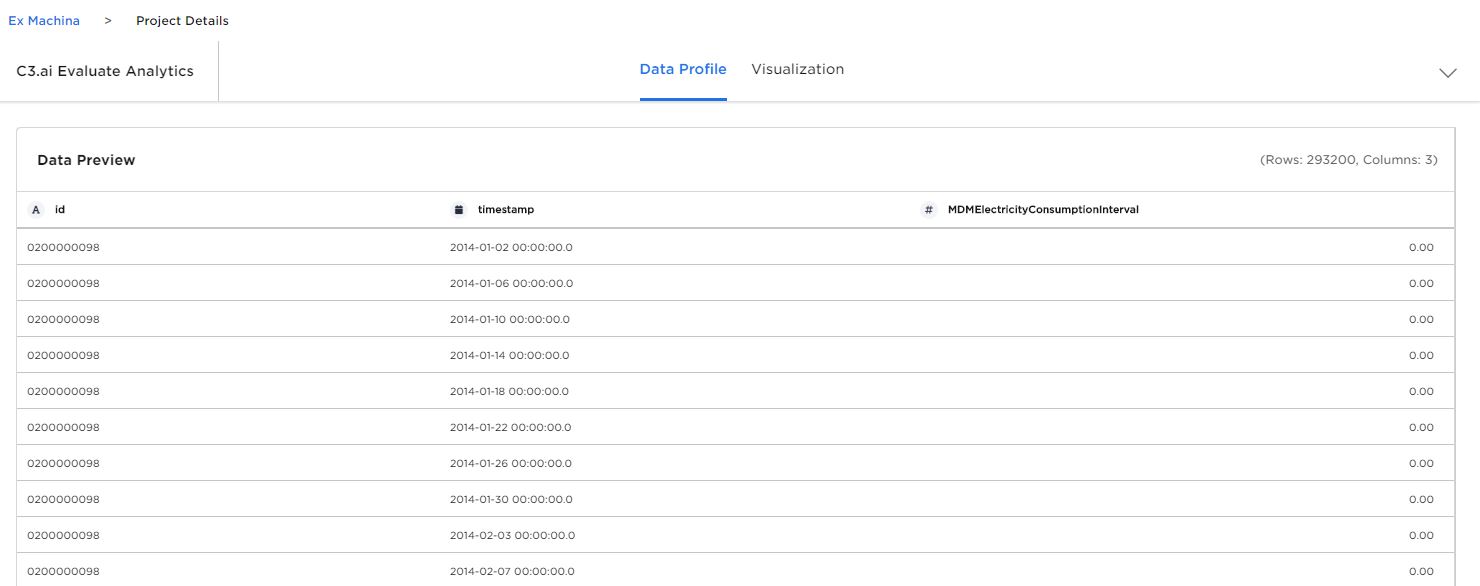 Ex Machina > Project Details
C3.ai Evaluate Analytics
Data Profile Visualization
Data Preview (Rows: 293200, Columns: 3)
A id timestamp # MDMElectricityConsumptionInterval
0200000098 2014-01-02 00:00:00.0 0.00
0200000098 2014-01-06 00:00:00.0 0.00
0200000098 2014-01-10 00:00:00.0 0.00
0200000098 2014-01-14 00:00:00.0 0.00
0200000098 2014-01-18 00:00:00.0 0.00
0200000098 2014-01-22 00:00:00.0 0.00
0200000098 2014-01-26 00:00:00.0 0.00
0200000098 2014-01-30 00:00:00.0 0.00
0200000098 2014-02-03 00:00:00.0 0.00
0200000098 2014-02-07 00:00:00.0 0.00